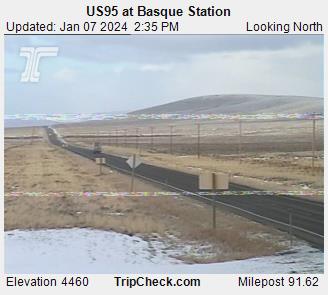 US95 at Basque Station
Updated: Jan 07 2024 2:35 PM Looking North
Elevation 4460 TripCheck.com Milepost 91.62